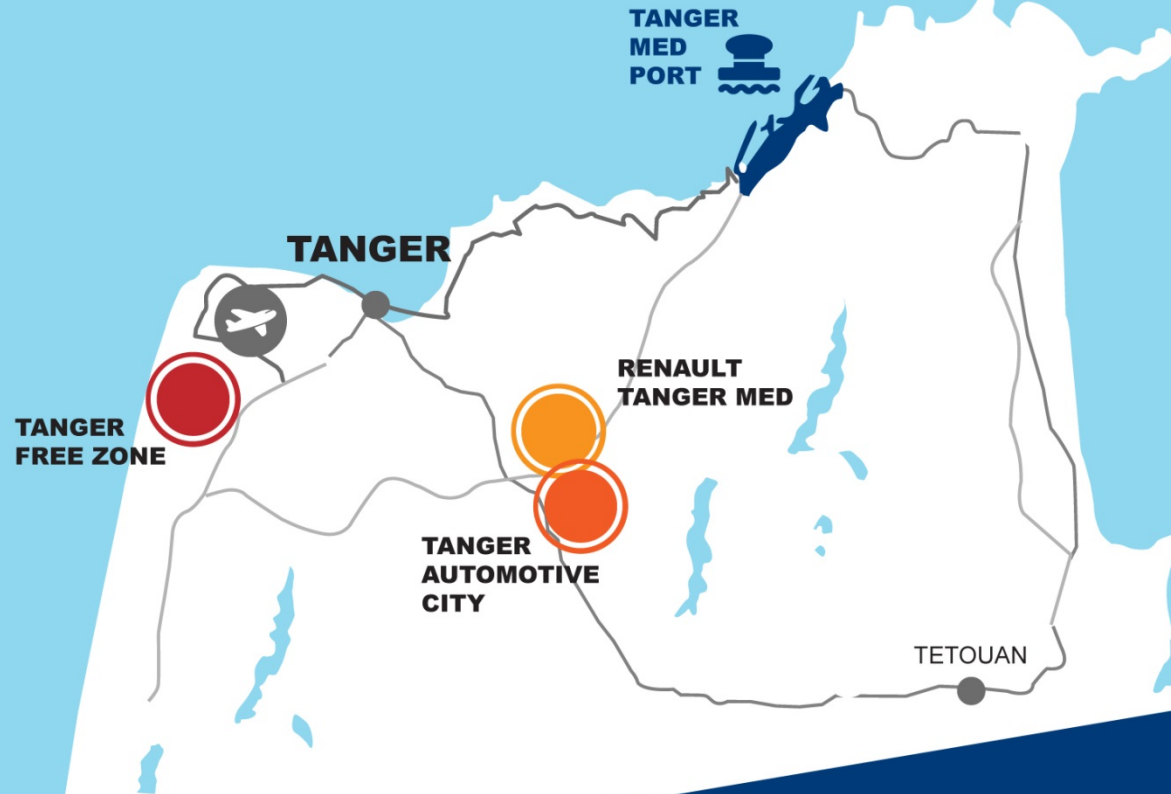 TANGER
MED
PORT
TANGER
RENAULT
TANGER MED
TANGER
FREE ZONE
TANGER
AUTOMOTIVE
CITY
TETOUAN